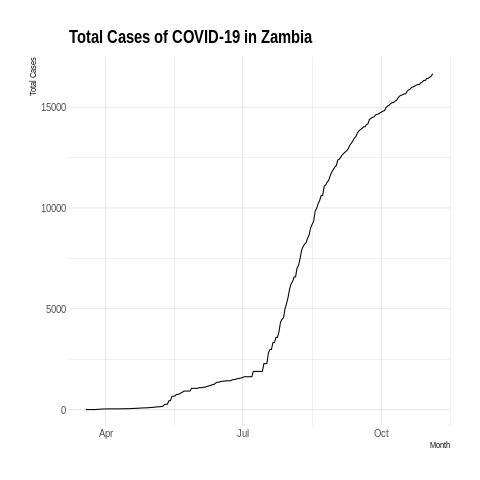 Total Cases of COVID-19 in Zambia
Total Cases
15000
10000
5000
0
Apr Jul Oct
Month